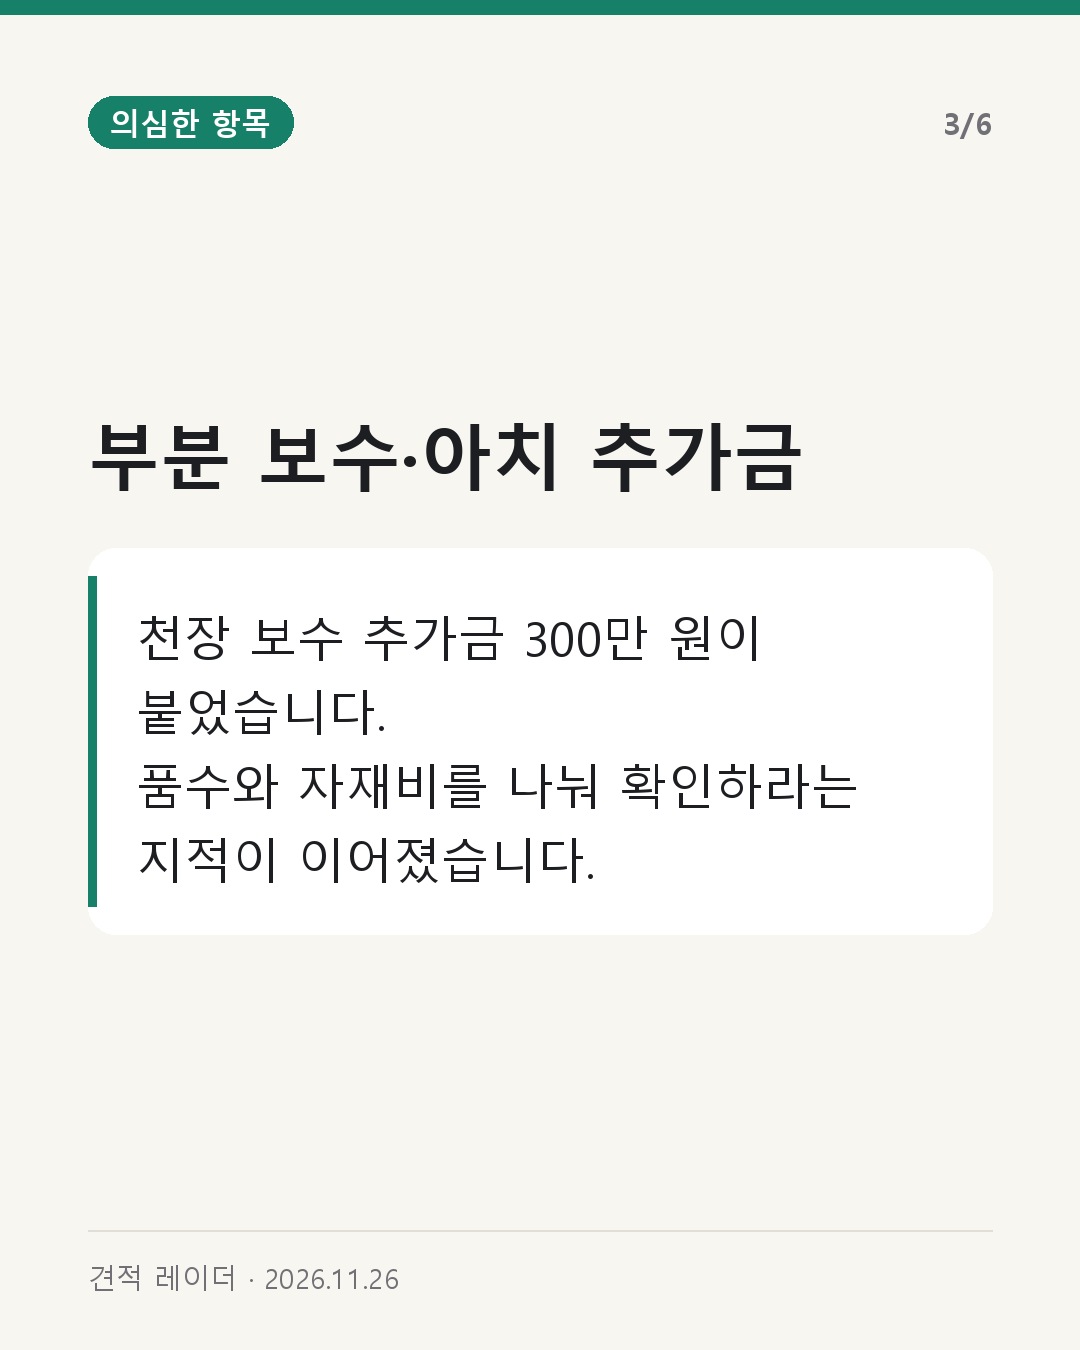 의심한 항목
3/6
부분 보수·아치 추가금
천장 보수 추가금 300만 원이
붙었습니다.
품수와 자재비를 나눠 확인하라는
지적이 이어졌습니다.
견적 레이더 · 2026.11.26